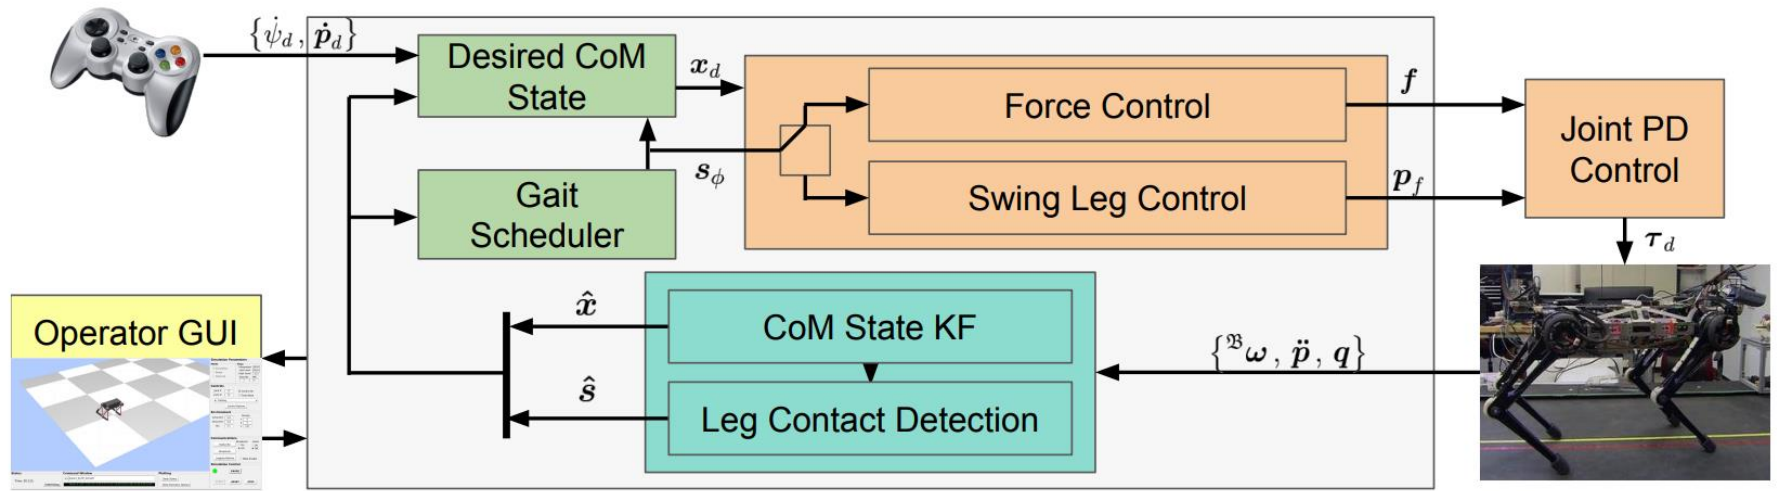 {ψ̇_d, ṗ_d}
Desired CoM
State
x_d
Force Control
f
Joint PD
Control
s_ϕ
Gait
Scheduler
Swing Leg Control
p_f
τ_d
Operator GUI
x̂
CoM State KF
{^𝔅ω, p̈, q}
ŝ
Leg Contact Detection